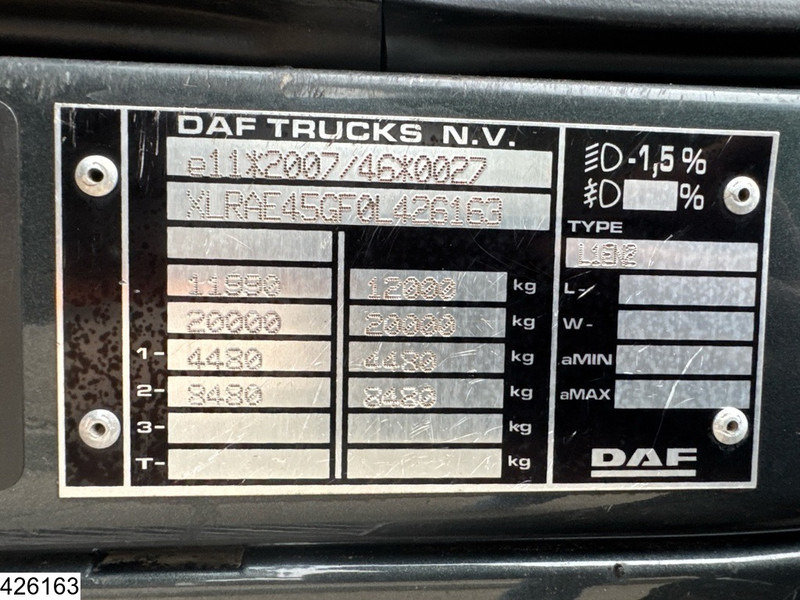 DAF TRUCKS N.V.
e11*2007/46*0027
XLRAE45GF0L426163
11990 12000 kg
20000 20000 kg
1- 4480 4480 kg
2- 8480 8480 kg
3- kg
T- kg
-1,5 %
%
TYPE
L-
W-
aMIN
aMAX
DAF
426163